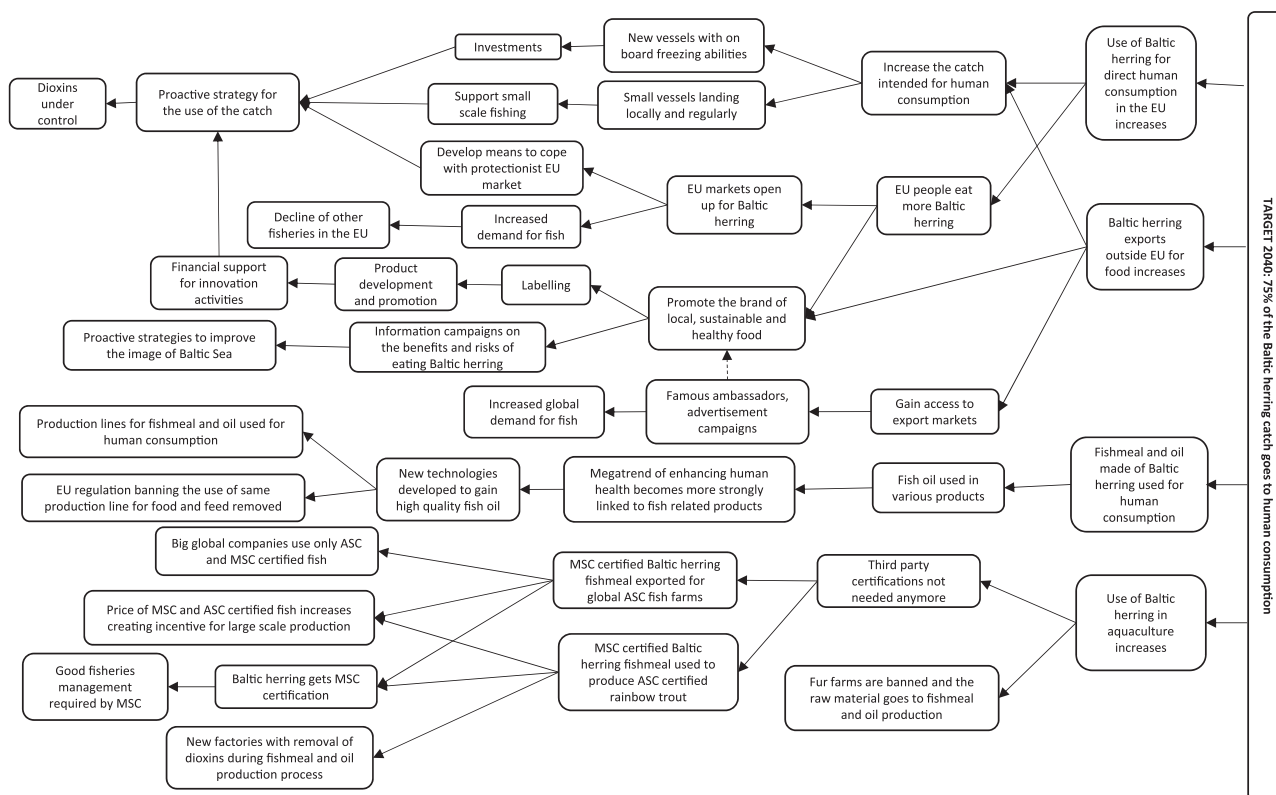 New vessels with on
board freezing abilities
Investments
Use of Baltic
herring for
direct human
consumption
in the EU
increases
Increase the catch
intended for human
consumption
Dioxins
under
control
Proactive strategy for
the use of the catch
Support small
scale fishing
Small vessels landing
locally and regularly
Develop means to cope
with protectionist EU
market
EU markets open
up for Baltic
herring
EU people eat
more Baltic
herring
Decline of other
fisheries in the EU
Increased
demand for fish
Baltic herring
exports
outside EU for
food increases
Financial support
for innovation
activities
Product
development
and promotion
Labelling
Promote the brand of
local, sustainable and
healthy food
Proactive strategies to improve
the image of Baltic Sea
Information campaigns on
the benefits and risks of
eating Baltic herring
Increased global
demand for fish
Famous ambassadors,
advertisement
campaigns
Gain access to
export markets
Production lines for fishmeal and oil used for
human consumption
EU regulation banning the use of same
production line for food and feed removed
New technologies
developed to gain
high quality fish oil
Megatrend of enhancing human
health becomes more strongly
linked to fish related products
Fish oil used in
various products
Fishmeal and oil
made of Baltic
herring used for
human
consumption
Big global companies use only ASC
and MSC certified fish
MSC certified Baltic herring
fishmeal exported for
global ASC fish farms
Third party
certifications not
needed anymore
Use of Baltic
herring in
aquaculture
increases
Price of MSC and ASC certified fish increases
creating incentive for large scale production
MSC certified Baltic
herring fishmeal used to
produce ASC certified
rainbow trout
Good fisheries
management
required by MSC
Baltic herring gets MSC
certification
Fur farms are banned and the
raw material goes to fishmeal
and oil production
New factories with removal of
dioxins during fishmeal and oil
production process
TARGET 2040: 75% of the Baltic herring catch goes to human consumption